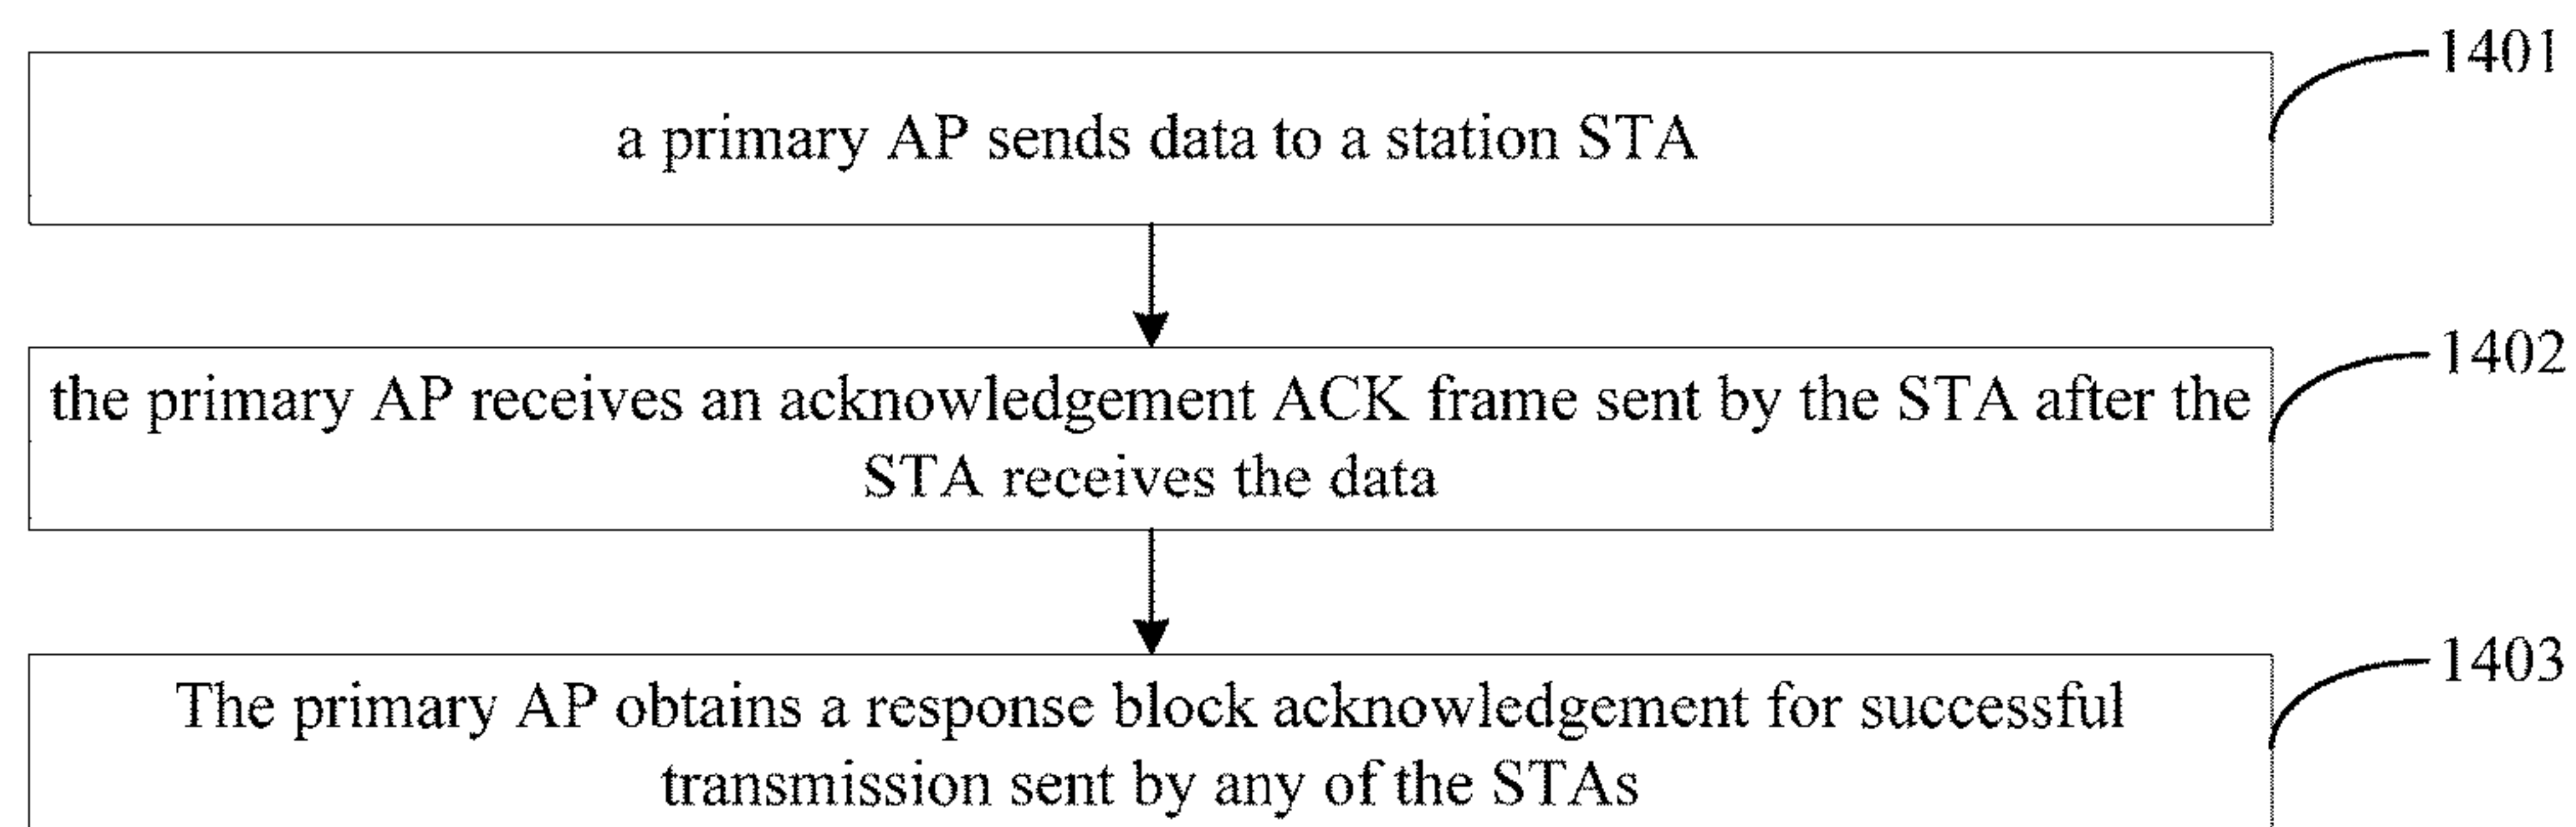 1401
a primary AP sends data to a station STA
1402
the primary AP receives an acknowledgement ACK frame sent by the STA after the
STA receives the data
1403
The primary AP obtains a response block acknowledgement for successful
transmission sent by any of the STAs